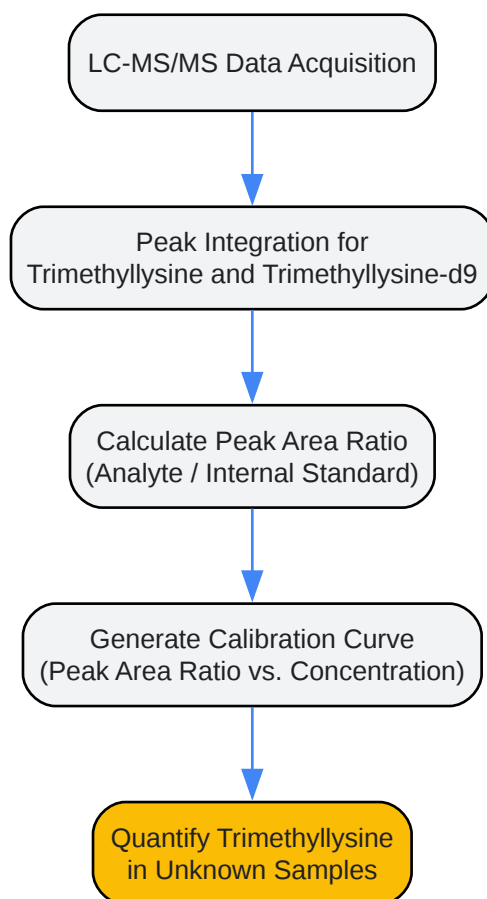 LC-MS/MS Data Acquisition
Peak Integration for
Trimethyllysine and Trimethyllysine-d9
Calculate Peak Area Ratio
(Analyte / Internal Standard)
Generate Calibration Curve
(Peak Area Ratio vs. Concentration)
Quantify Trimethyllysine
in Unknown Samples